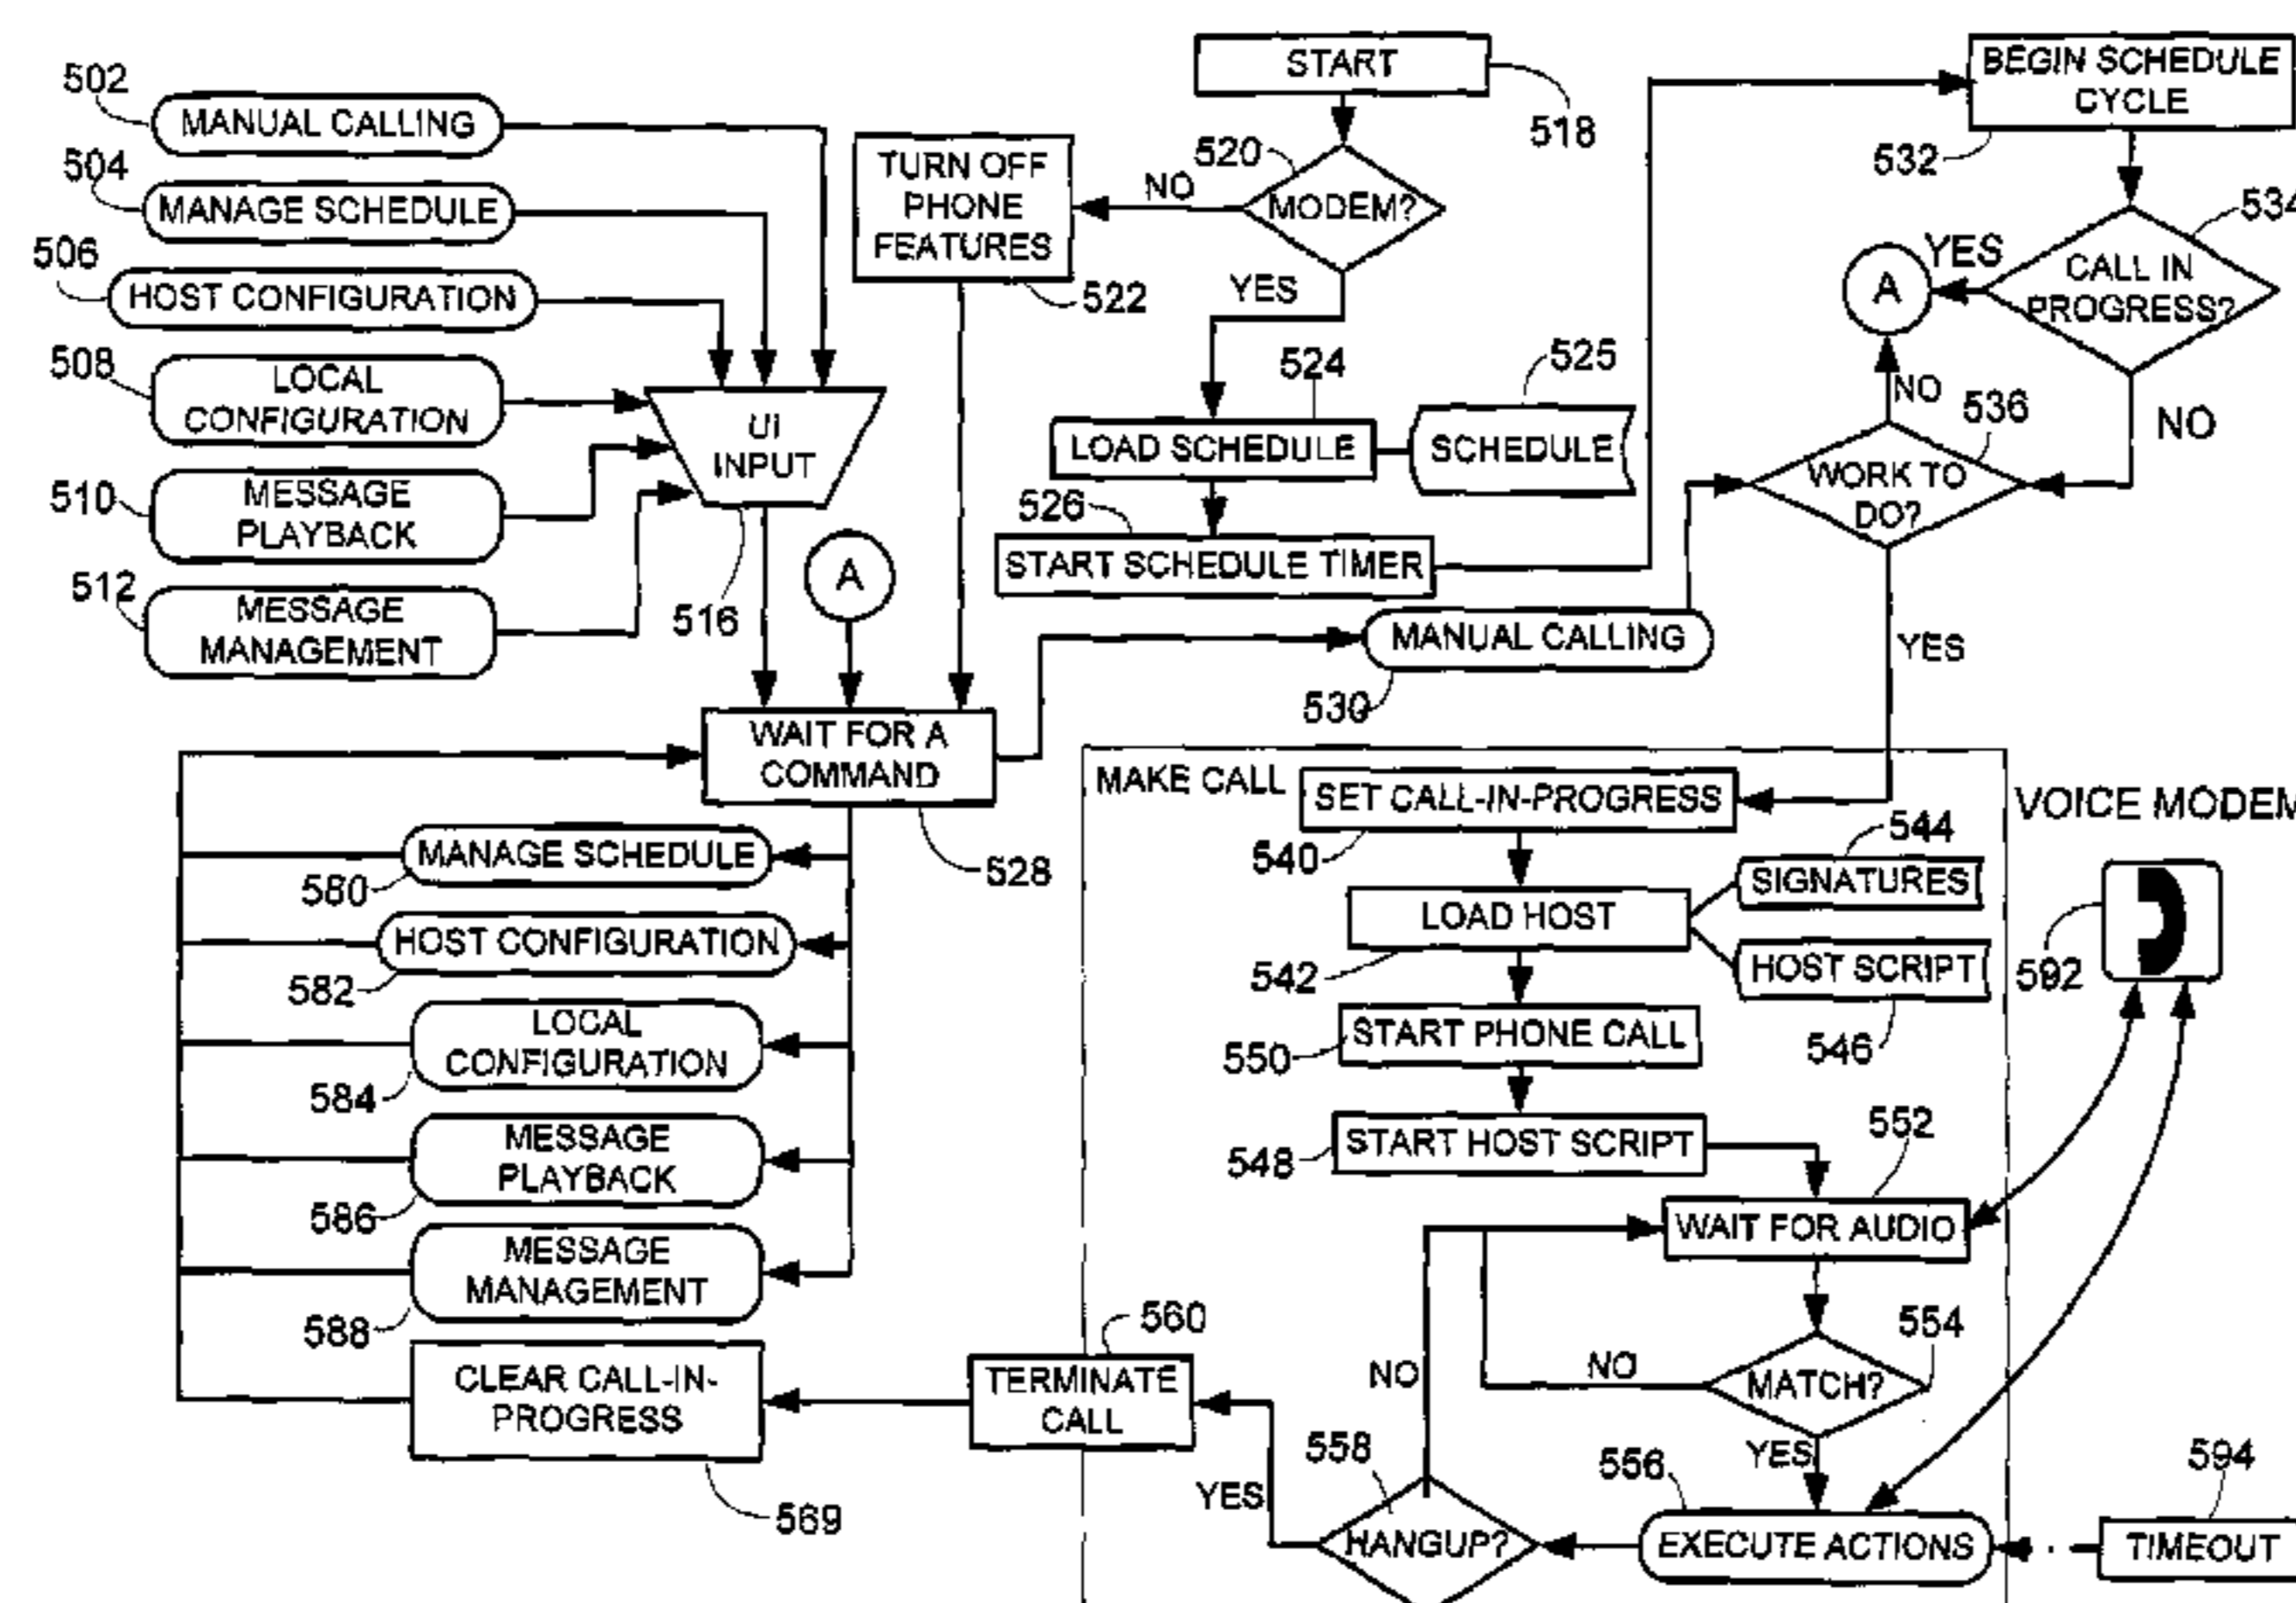 502
MANUAL CALLING
504
MANAGE SCHEDULE
506
HOST CONFIGURATION
508
LOCAL
CONFIGURATION
510
MESSAGE
PLAYBACK
512
MESSAGE
MANAGEMENT
UI
INPUT
516
A
TURN OFF
PHONE
FEATURES
522
START
518
520
MODEM?
NO
YES
524
LOAD SCHEDULE
525
SCHEDULE
526
START SCHEDULE TIMER
BEGIN SCHEDULE
CYCLE
532
534
CALL IN
PROGRESS?
YES
A
NO
NO
536
WORK TO
DO?
YES
MANUAL CALLING
530
WAIT FOR A
COMMAND
528
MANAGE SCHEDULE
580
HOST CONFIGURATION
582
LOCAL
CONFIGURATION
584
MESSAGE
PLAYBACK
586
MESSAGE
MANAGEMENT
588
CLEAR CALL-IN-
PROGRESS
569
MAKE CALL
SET CALL-IN-PROGRESS
540
LOAD HOST
542
544
SIGNATURES
HOST SCRIPT
546
START PHONE CALL
550
START HOST SCRIPT
548
552
WAIT FOR AUDIO
554
MATCH?
NO
YES
556
EXECUTE ACTIONS
558
HANGUP?
NO
YES
560
TERMINATE
CALL
VOICE MODEM
592
594
TIMEOUT